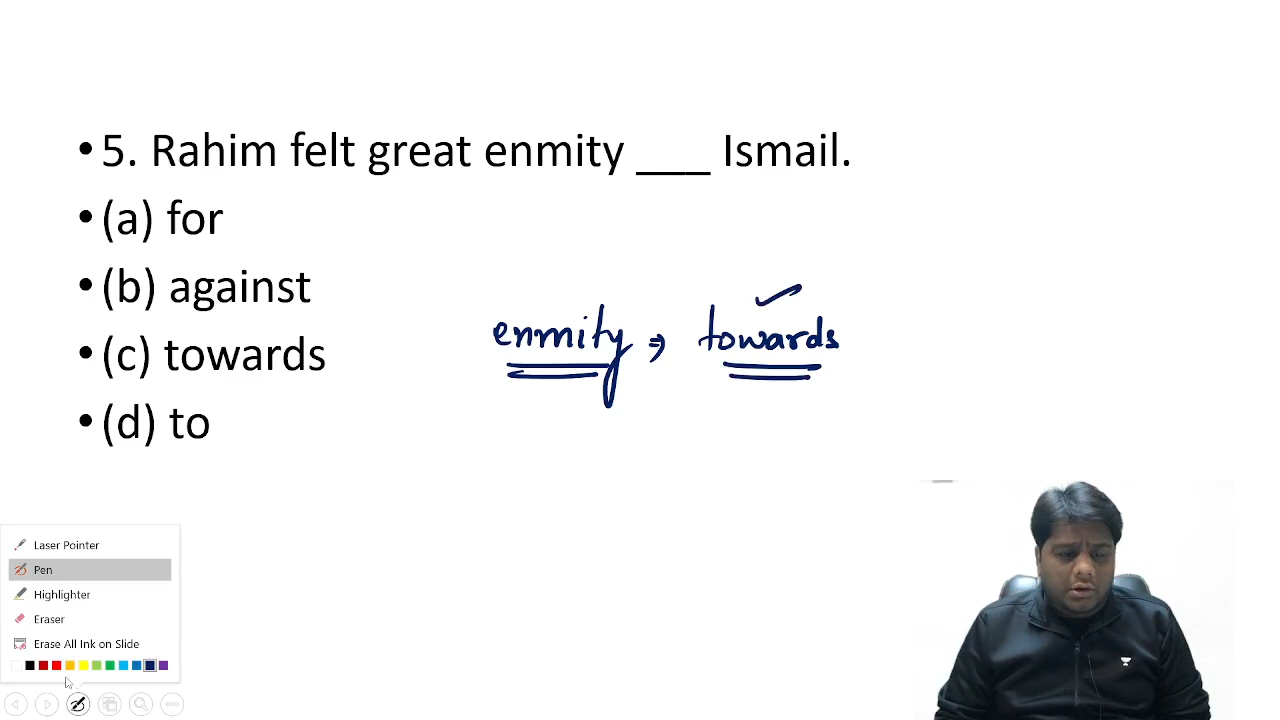 • 5. Rahim felt great enmity ___ Ismail.
• (a) for
• (b) against
• (c) towards
• (d) to
enmity ⇒ towards ✓
Laser Pointer
Pen
Highlighter
Eraser
Erase All Ink on Slide